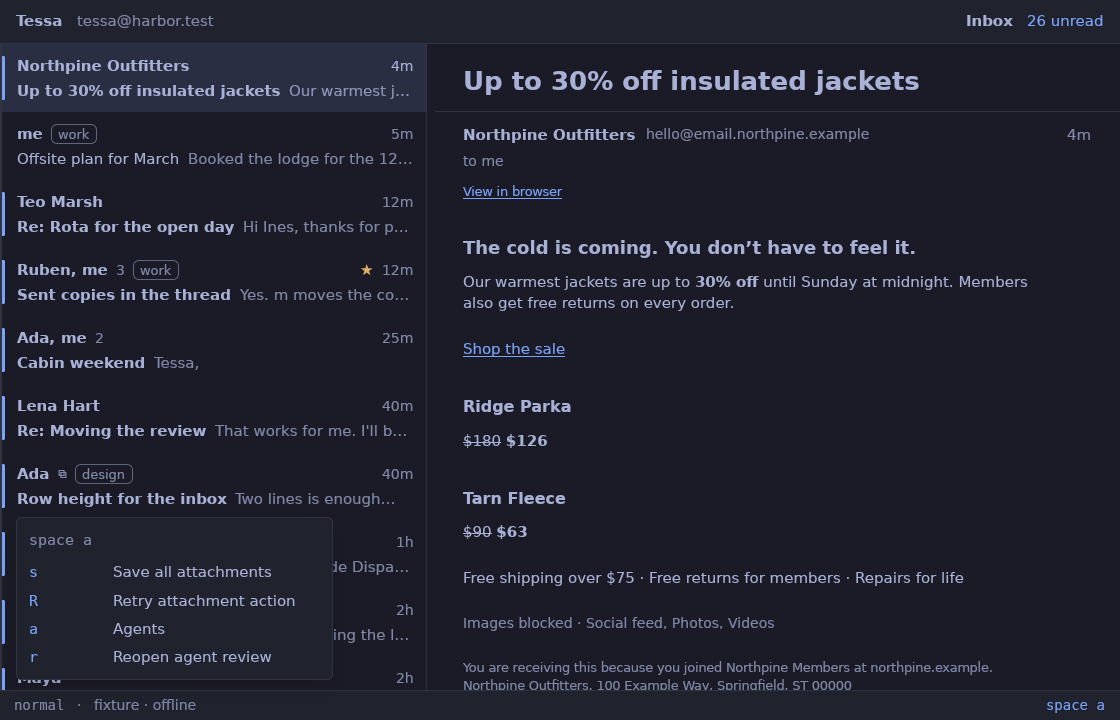 Tessa tessa@harbor.test
Inbox 26 unread
Northpine Outfitters 4m
Up to 30% off insulated jackets Our warmest j…
me work 5m
Offsite plan for March Booked the lodge for the 12…
Teo Marsh 12m
Re: Rota for the open day Hi Ines, thanks for p…
Ruben, me 3 work ★ 12m
Sent copies in the thread Yes. m moves the co…
Ada, me 2 25m
Cabin weekend Tessa,
Lena Hart 40m
Re: Moving the review That works for me. I'll b…
Ada design 40m
Row height for the inbox Two lines is enough…
1h
de Dispa…
2h
ing the l…
Maya 2h
space a
s Save all attachments
R Retry attachment action
a Agents
r Reopen agent review
Up to 30% off insulated jackets
Northpine Outfitters hello@email.northpine.example 4m
to me
View in browser
The cold is coming. You don’t have to feel it.
Our warmest jackets are up to 30% off until Sunday at midnight. Members
also get free returns on every order.
Shop the sale
Ridge Parka
$180 $126
Tarn Fleece
$90 $63
Free shipping over $75 · Free returns for members · Repairs for life
Images blocked · Social feed, Photos, Videos
You are receiving this because you joined Northpine Members at northpine.example.
Northpine Outfitters, 100 Example Way, Springfield, ST 00000
normal · fixture · offline
space a